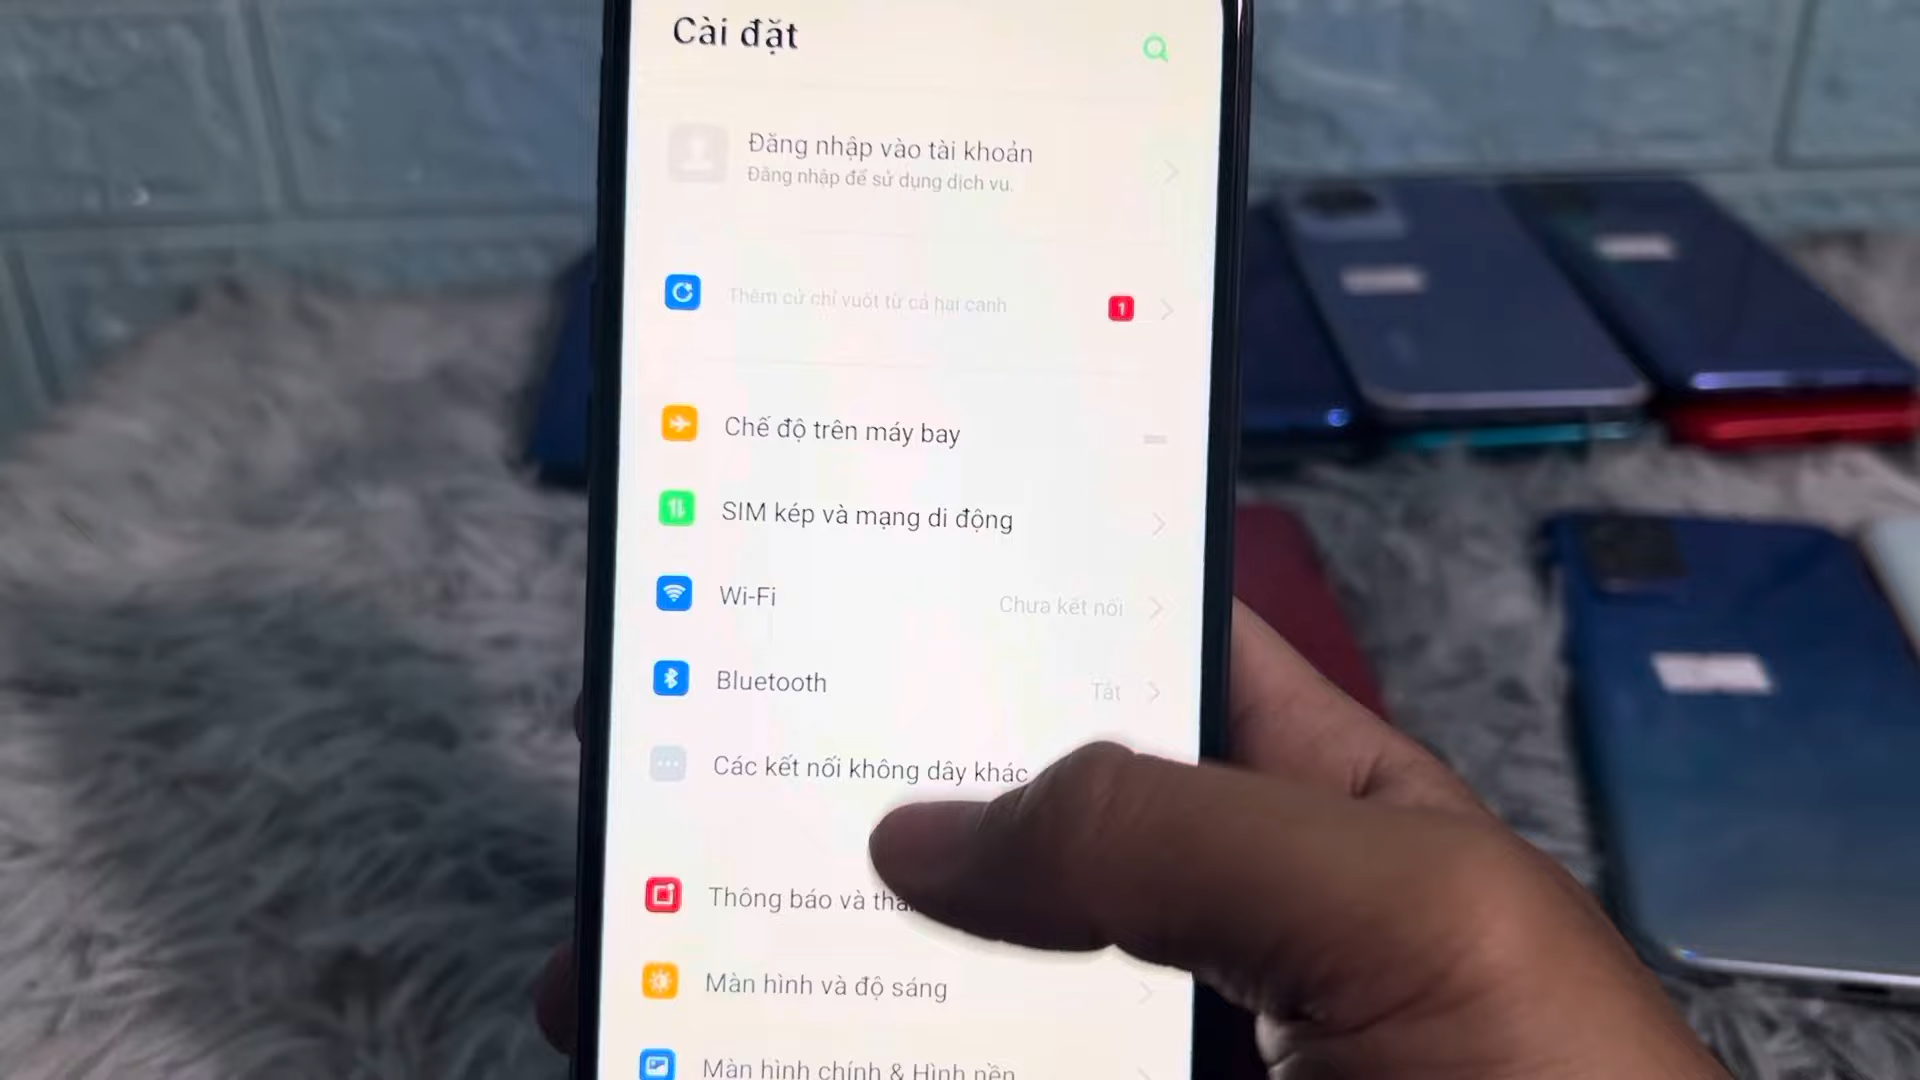 Cài đặt
Đăng nhập vào tài khoản
Đăng nhập để sử dụng dịch vụ.
Thêm cử chỉ vuốt từ cả hai cạnh
1
Chế độ trên máy bay
SIM kép và mạng di động
Wi-Fi
Chưa kết nối
Bluetooth
Tắt
Các kết nối không dây khác
Thông báo và
Màn hình và độ sáng
Màn hình chính & Hình nền